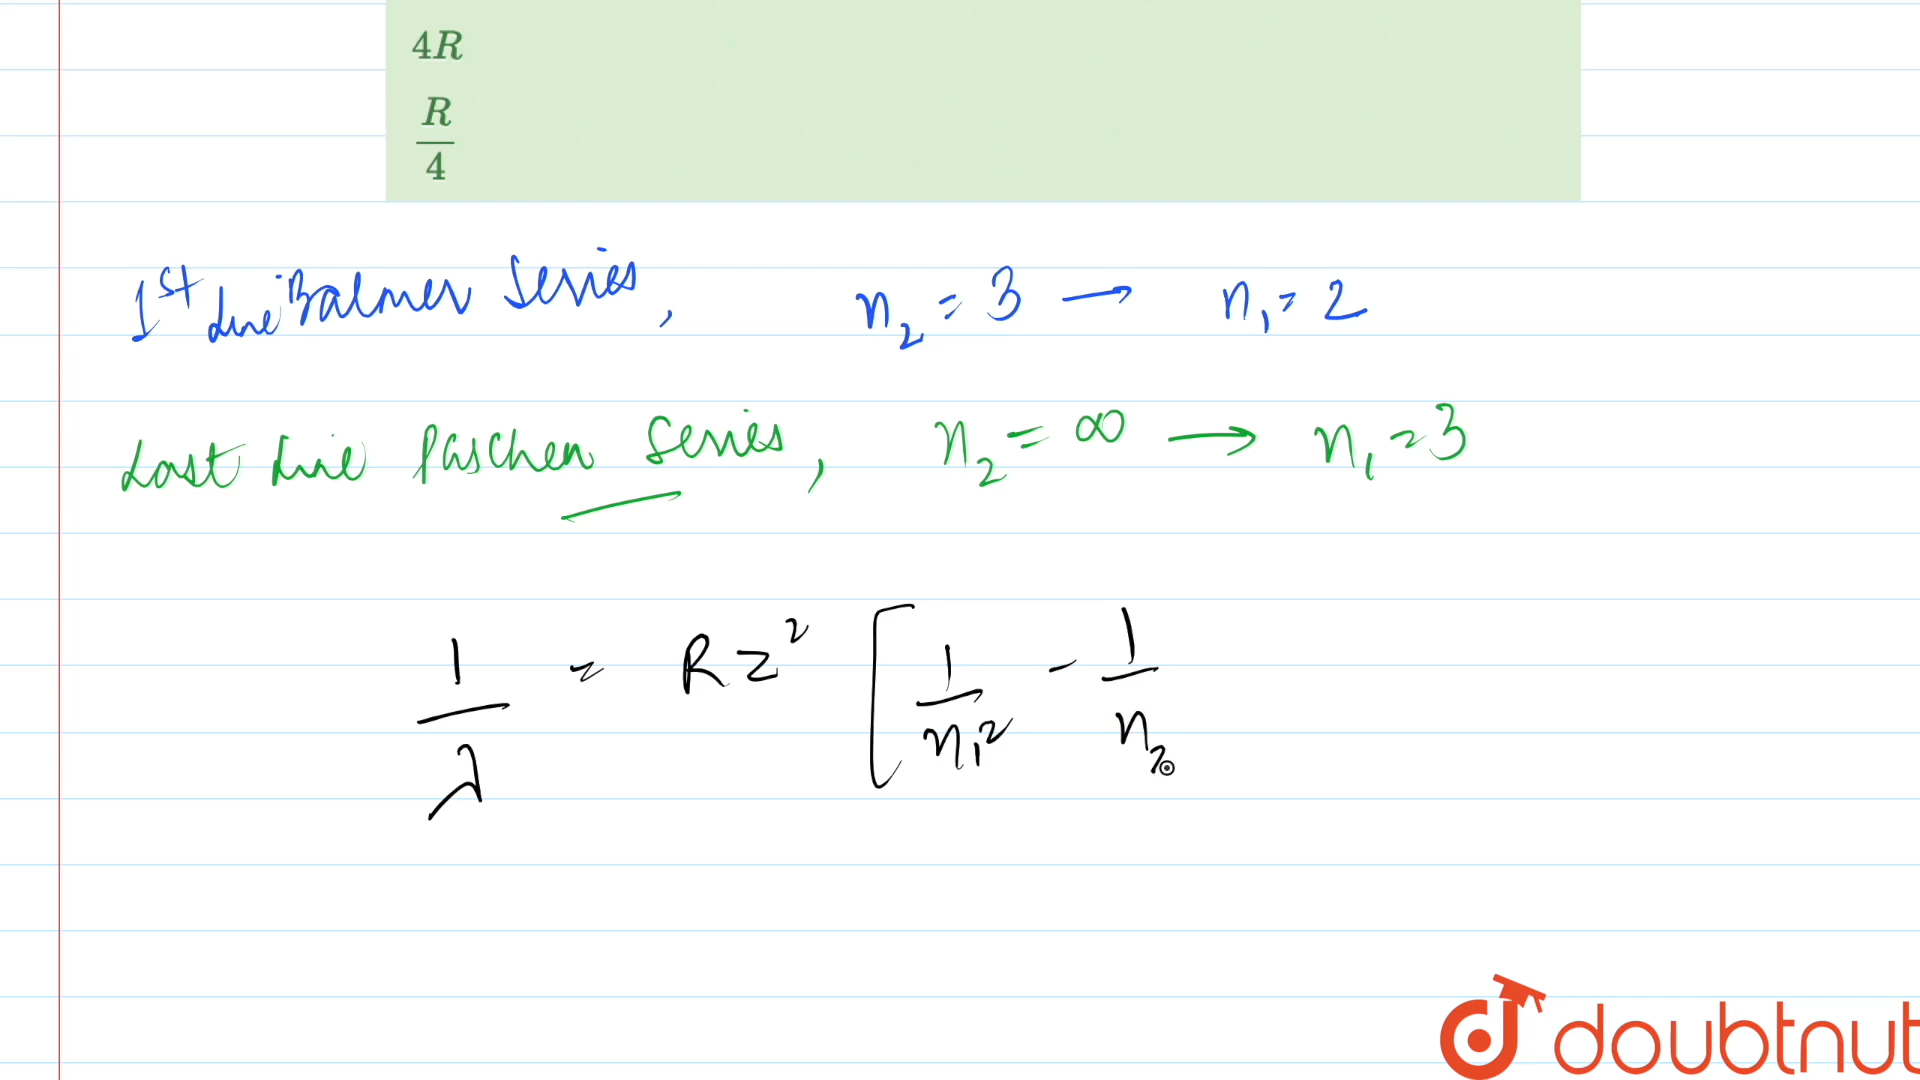 4R
R
4
1st Line Balmer Series, n₂ = 3 → n₁ = 2
Last Line Paschen Series, n₂ = ∞ → n₁ = 3
1/λ = RZ² [1/n₁² - 1/n₂
doubtnut